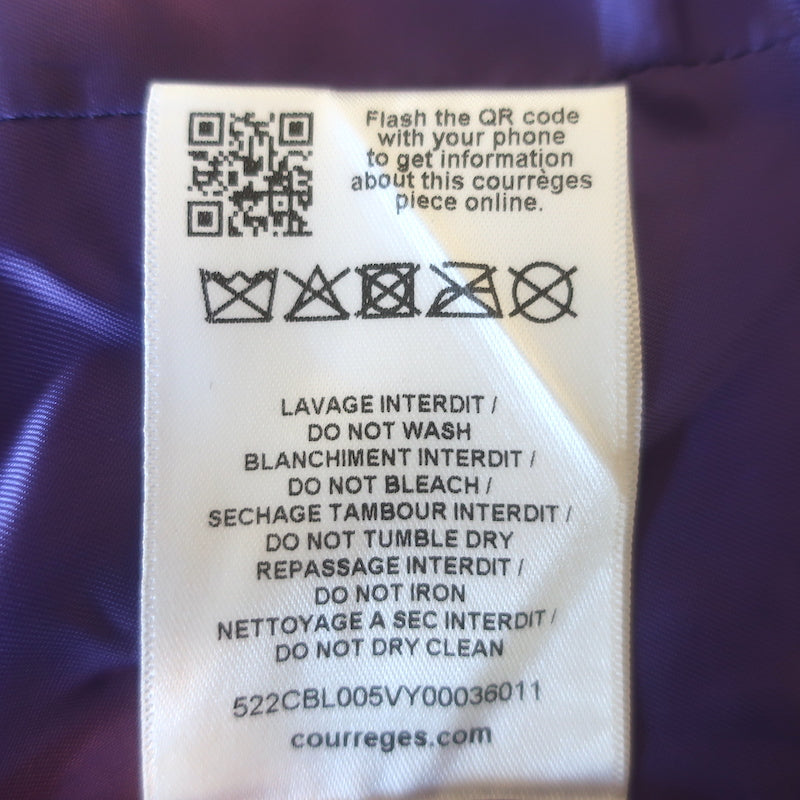 Flash the QR code
with your phone
to get information
about this courrèges
piece online.
LAVAGE INTERDIT /
DO NOT WASH
BLANCHIMENT INTERDIT /
DO NOT BLEACH /
SECHAGE TAMBOUR INTERDIT /
DO NOT TUMBLE DRY
REPASSAGE INTERDIT /
DO NOT IRON
NETTOYAGE A SEC INTERDIT /
DO NOT DRY CLEAN
522CBL005VY00036011
courreges.com